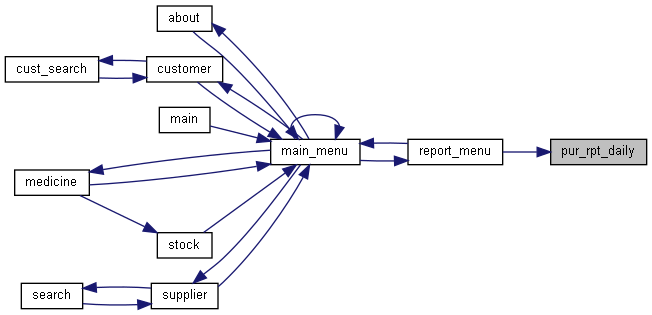 about
cust_search
customer
main
main_menu
report_menu
pur_rpt_daily
medicine
stock
search
supplier